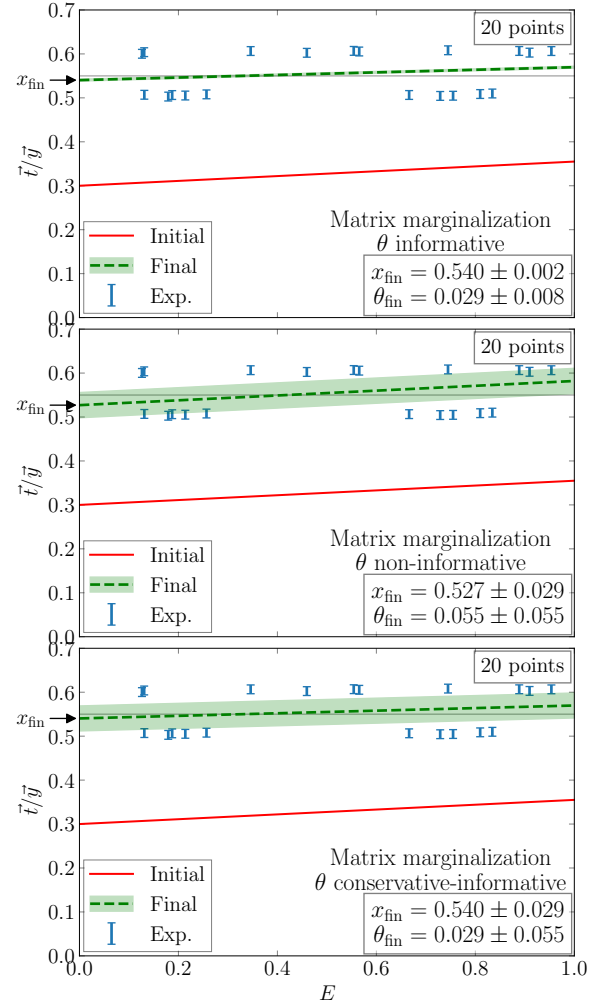 0.7
20 points
0.6
x_fin
0.5
0.4
t⃗/y⃗
0.3
0.2
Initial
Final
Exp.
Matrix marginalization
θ informative
x_fin = 0.540 ± 0.002
θ_fin = 0.029 ± 0.008
0.1
0.0
0.7
20 points
0.6
x_fin
0.5
0.4
t⃗/y⃗
0.3
0.2
Initial
Final
Exp.
Matrix marginalization
θ non-informative
x_fin = 0.527 ± 0.029
θ_fin = 0.055 ± 0.055
0.1
0.0
0.7
20 points
0.6
x_fin
0.5
0.4
t⃗/y⃗
0.3
0.2
Initial
Final
Exp.
Matrix marginalization
θ conservative-informative
x_fin = 0.540 ± 0.029
θ_fin = 0.029 ± 0.055
0.1
0.0
0.0 0.2 0.4 0.6 0.8 1.0
E